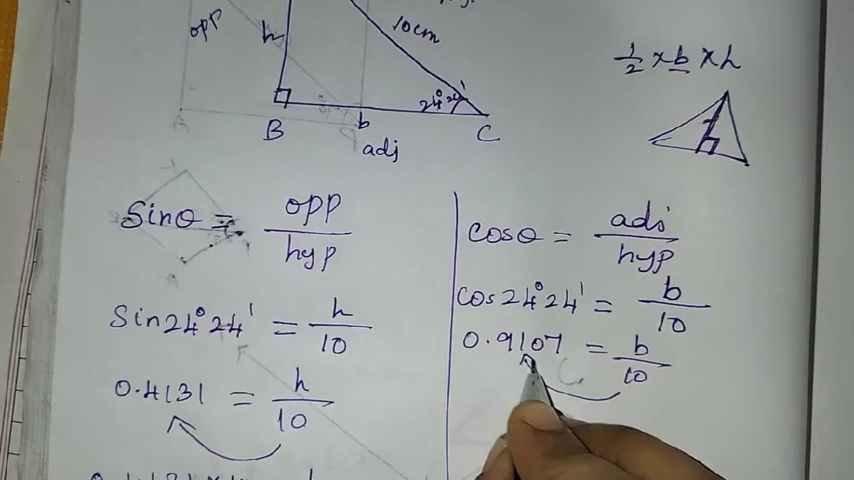 opp
h
10cm
24° 24'
A
B
b
C
adj
1/2 × b × h
Sinθ = opp/hyp
Sin24°24' = h/10
0.4131 = h/10
cosθ = adj/hyp
cos24°24' = b/10
0.9107 = b/10